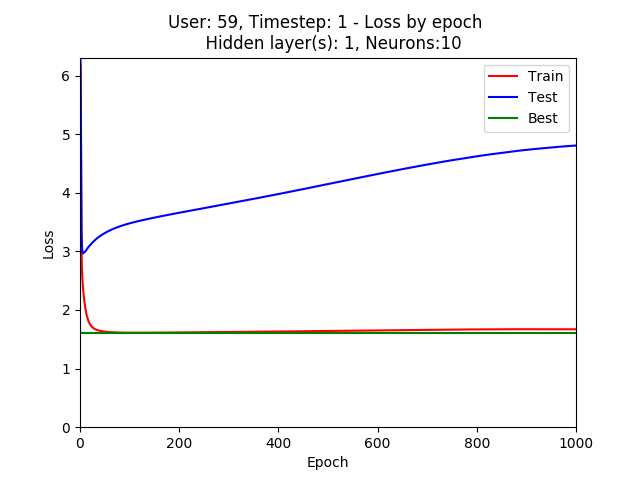 User: 59, Timestep: 1 - Loss by epoch
Hidden layer(s): 1, Neurons:10
Train
Test
Best
6
5
4
3
2
1
0
Loss
0 200 400 600 800 1000
Epoch